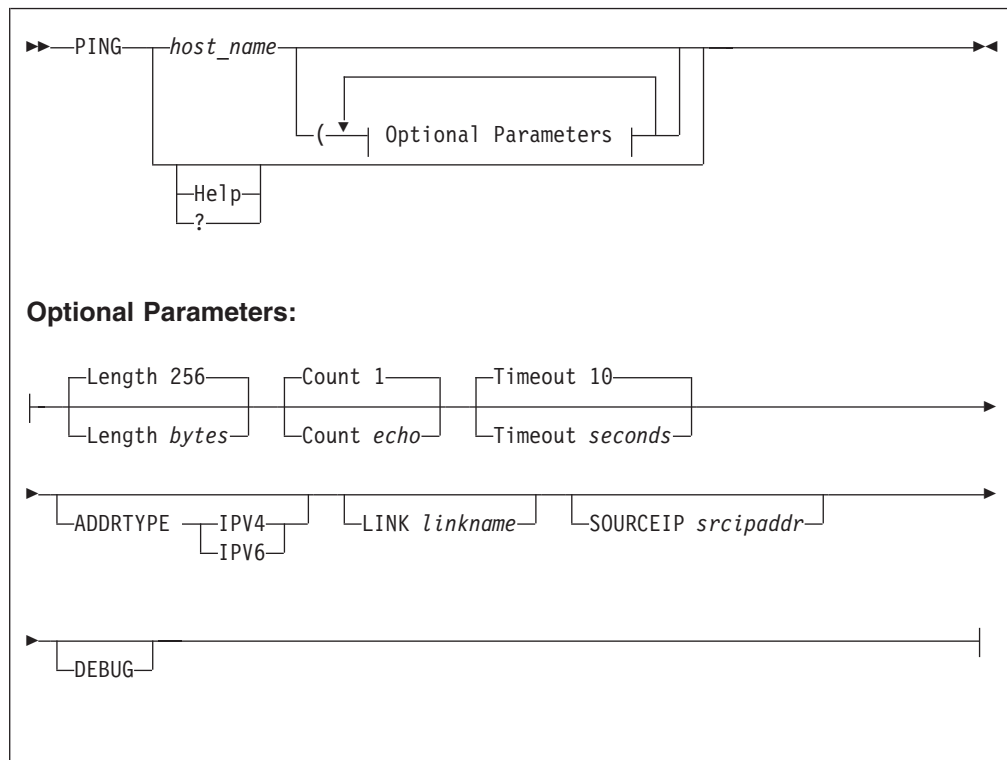 PING host_name
( Optional Parameters
Help
?
Optional Parameters:
Length 256 Count 1 Timeout 10
Length bytes Count echo Timeout seconds
ADDRTYPE IPV4 LINK linkname SOURCEIP srcipaddr
IPV6
DEBUG